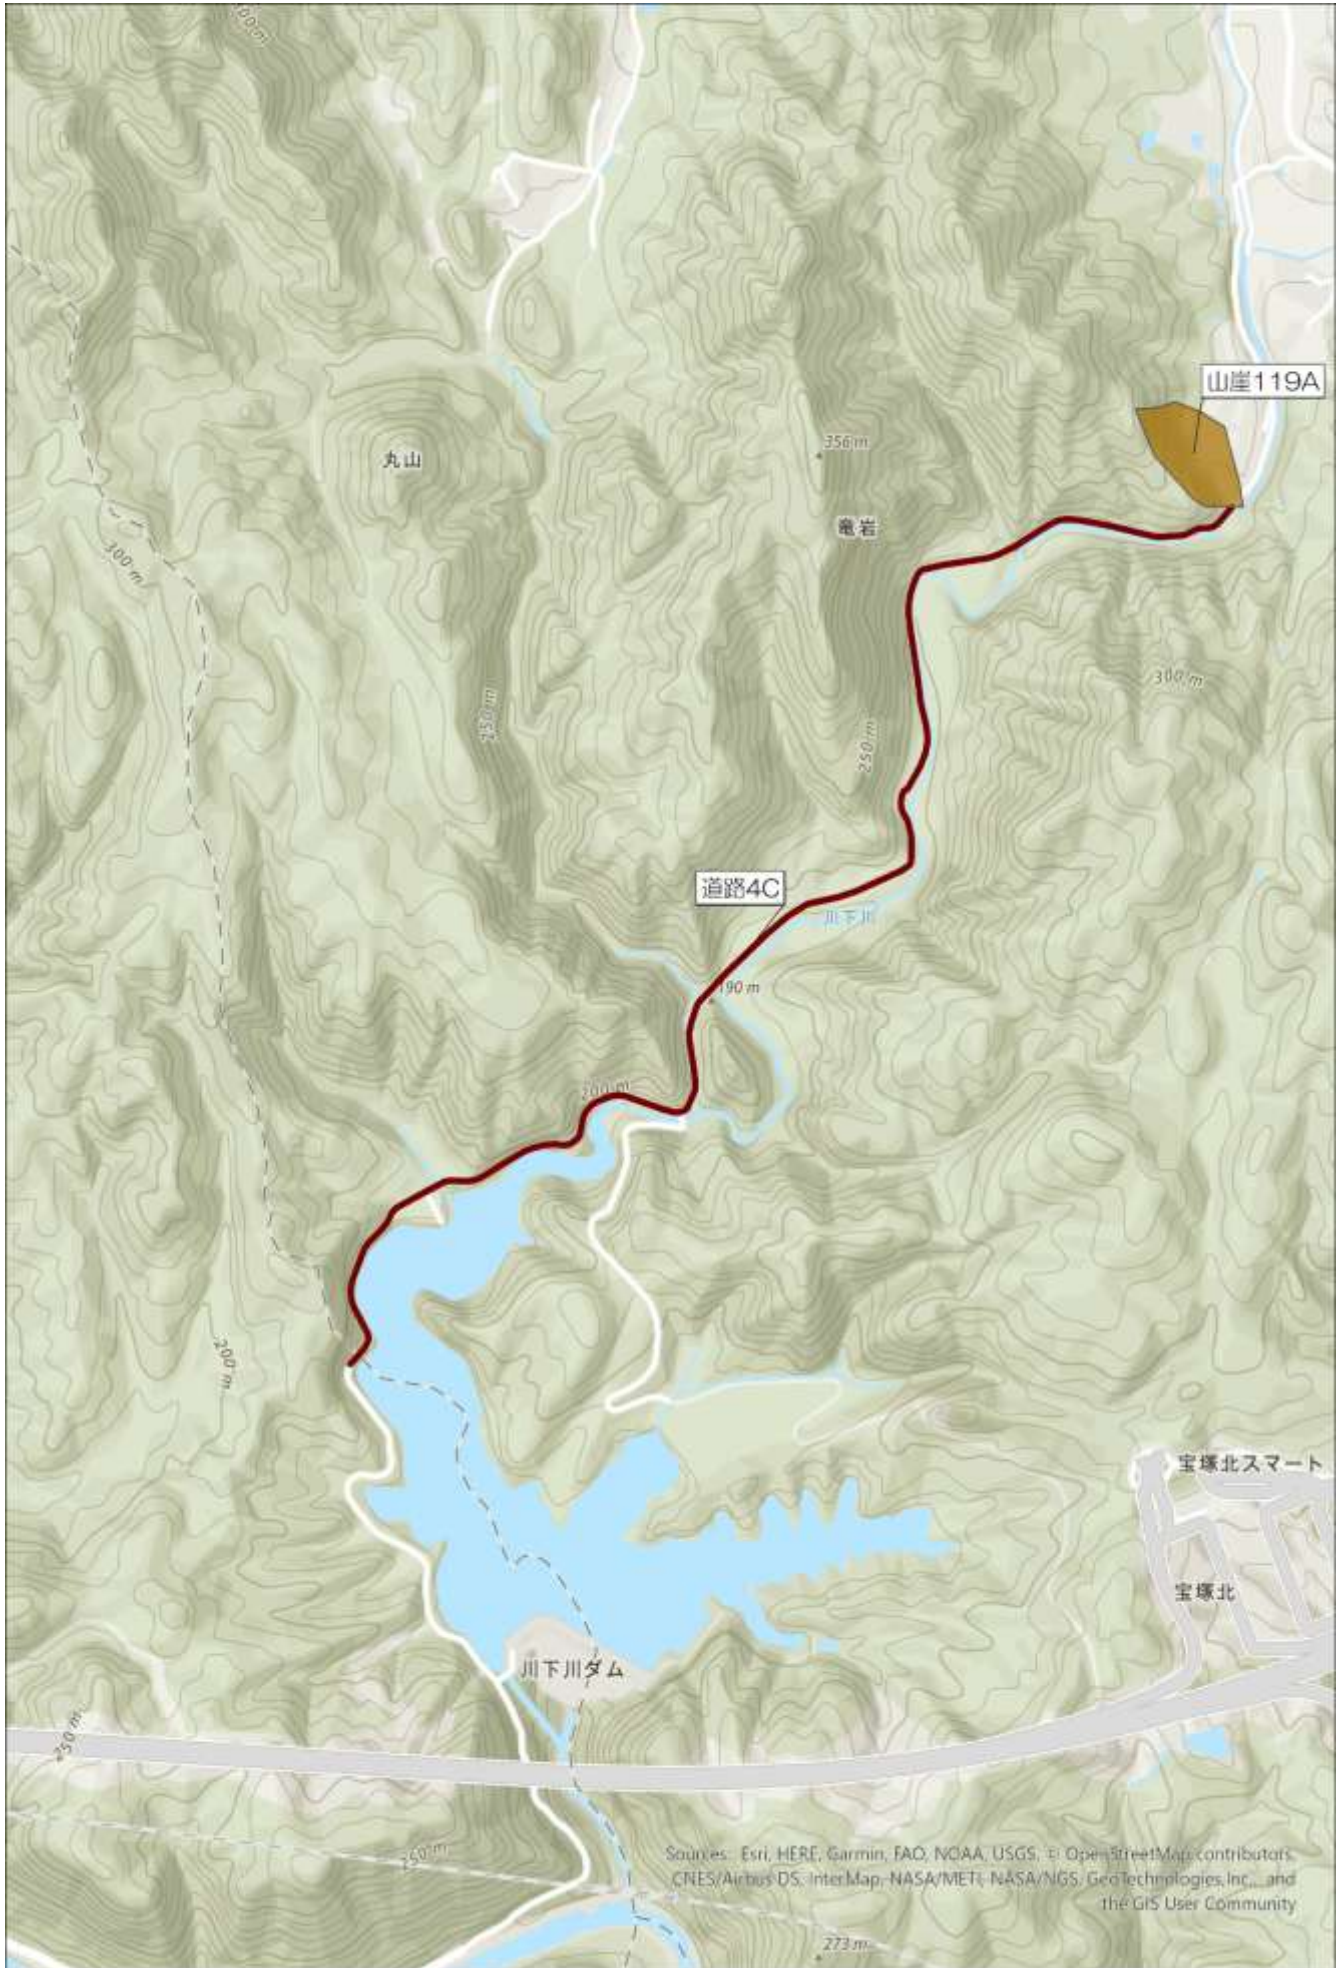 300 m
山崖119A
356 m
丸山
竜岩
300 m
300 m
250 m
250 m
道路4C
川下川
190 m
200 m
200 m
宝塚北スマート
宝塚北
川下川ダム
250 m
250 m
Sources: Esri, HERE, Garmin, FAO, NOAA, USGS, © OpenStreetMap contributors,
CNES/Airbus DS, InterMap, NASA/METI, NASA/NGS, GeoTechnologies,Inc., and
the GIS User Community
273 m